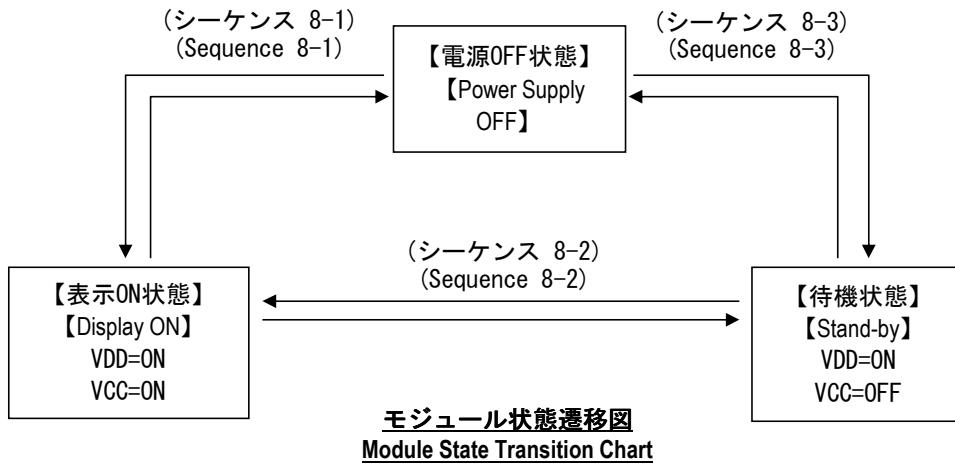 (シーケンス 8-1)
(Sequence 8-1)
(シーケンス 8-3)
(Sequence 8-3)
【電源OFF状態】
【Power Supply
OFF】
(シーケンス 8-2)
(Sequence 8-2)
【表示ON状態】
【Display ON】
VDD=ON
VCC=ON
【待機状態】
【Stand-by】
VDD=ON
VCC=OFF
モジュール状態遷移図
Module State Transition Chart